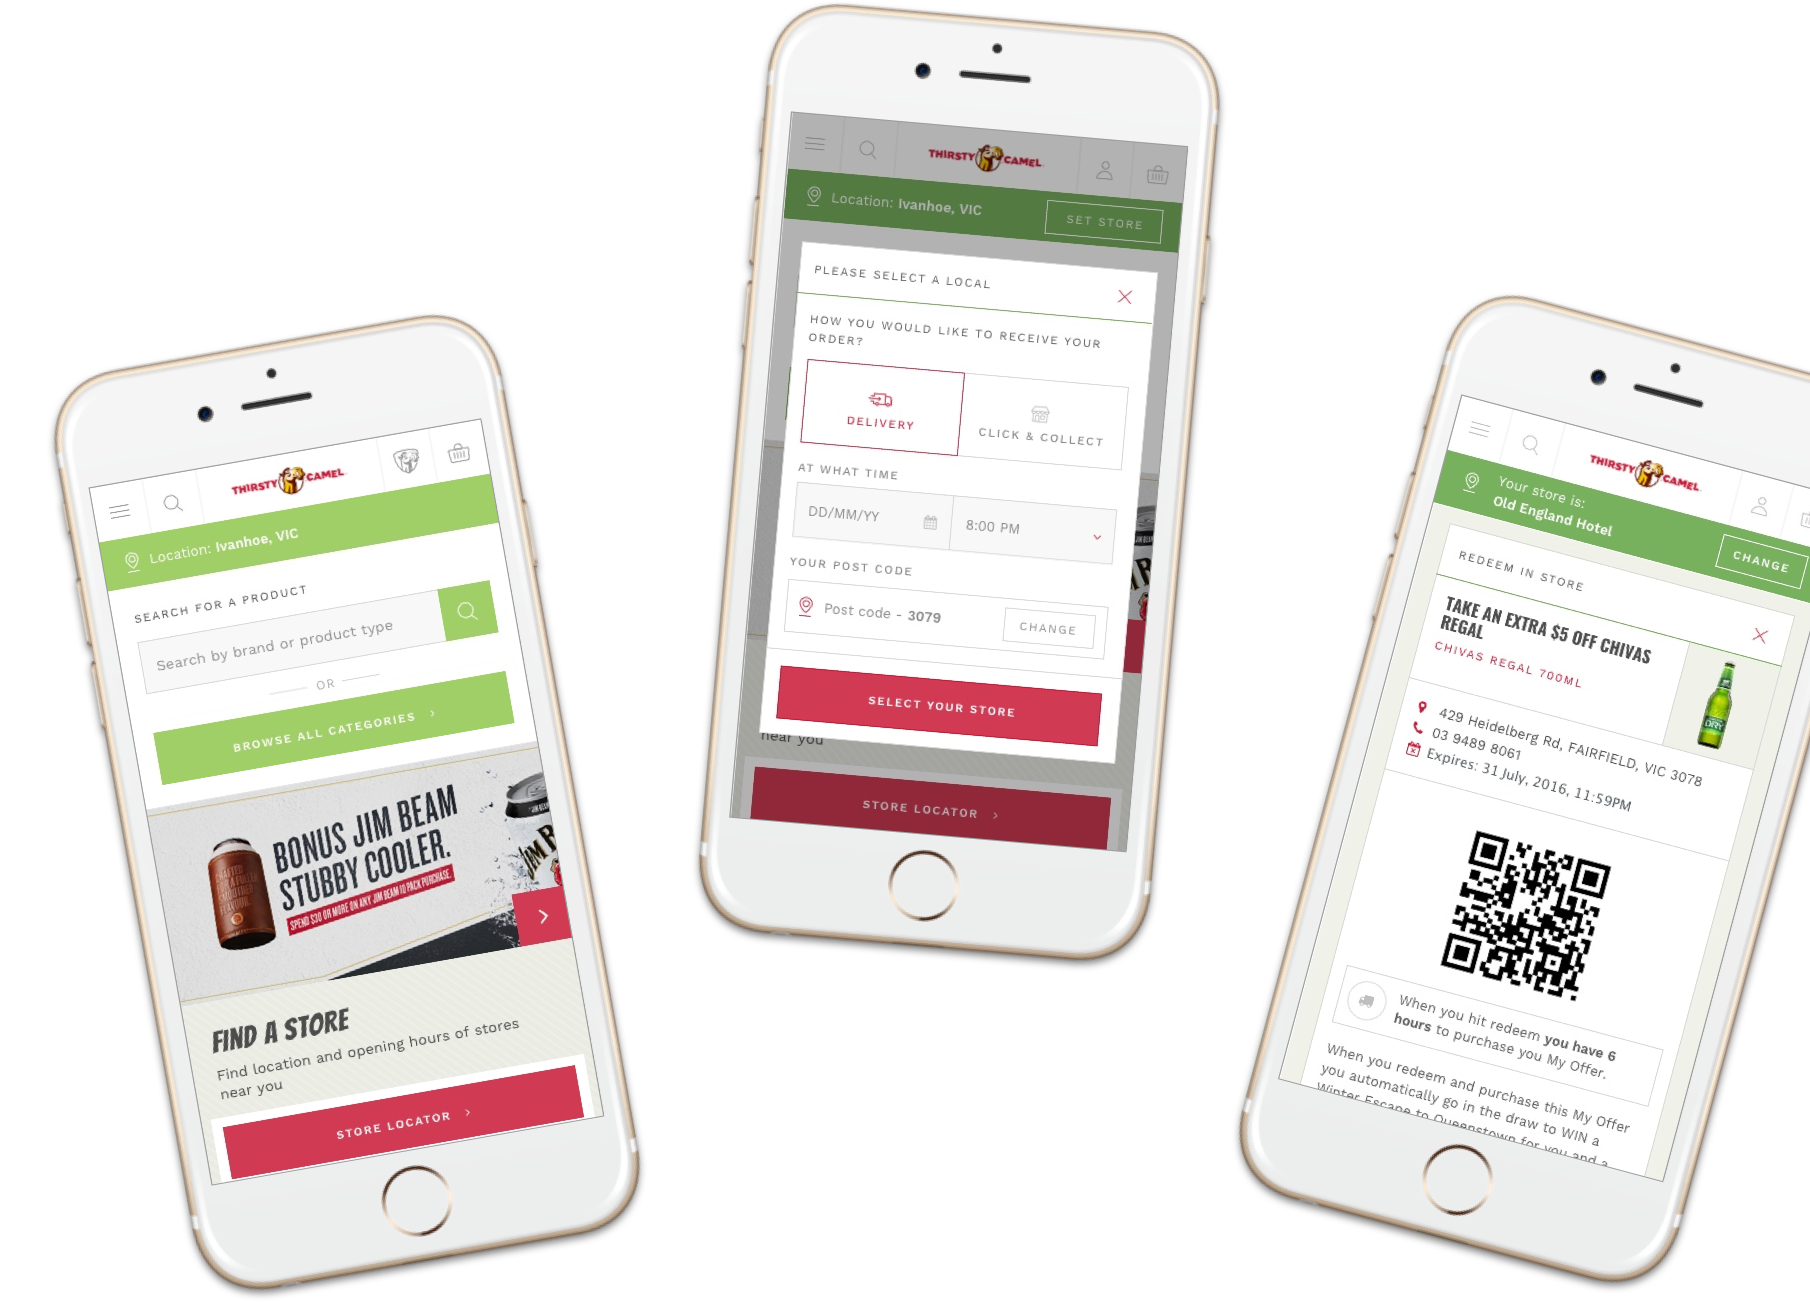 THIRSTY CAMEL
Location: Ivanhoe, VIC
SEARCH FOR A PRODUCT
Search by brand or product type
OR
BROWSE ALL CATEGORIES
BONUS JIM BEAM
STUBBY COOLER.
SPEND $30 OR MORE ON ANY JIM BEAM 10 PACK PURCHASE.
FIND A STORE
Find location and opening hours of stores
near you
STORE LOCATOR
THIRSTY CAMEL
Location: Ivanhoe, VIC
SET STORE
PLEASE SELECT A LOCAL
HOW YOU WOULD LIKE TO RECEIVE YOUR
ORDER?
DELIVERY
CLICK & COLLECT
AT WHAT TIME
DD/MM/YY
8:00 PM
YOUR POST CODE
Post code - 3079
CHANGE
SELECT YOUR STORE
near you
STORE LOCATOR
THIRSTY CAMEL
Your store is:
Old England Hotel
CHANGE
REDEEM IN STORE
TAKE AN EXTRA $5 OFF CHIVAS
REGAL
CHIVAS REGAL 700ML
DRY
429 Heidelberg Rd, FAIRFIELD, VIC 3078
03 9489 8061
Expires: 31 July, 2016, 11:59PM
When you hit redeem you have 6
hours to purchase you My Offer.
When you redeem and purchase this My Offer
you automatically go in the draw to WIN a
Winter Escape to Queenstown for you and a